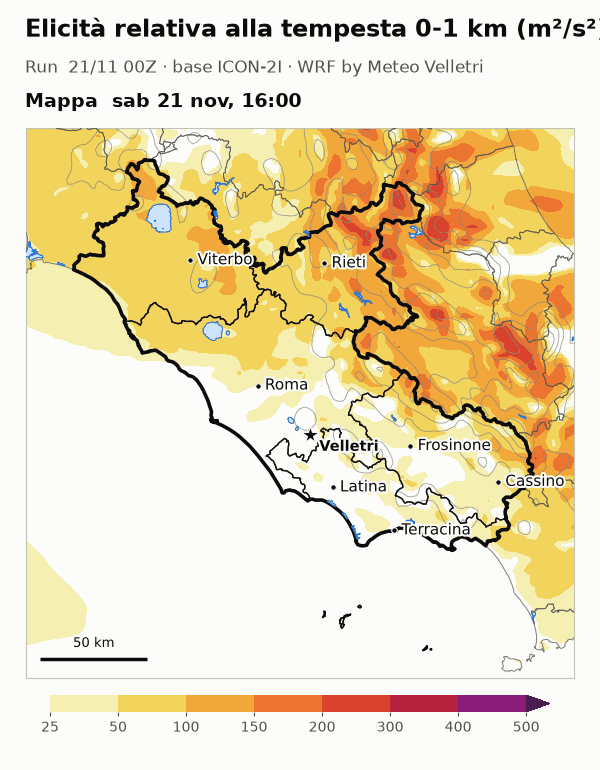 Elicità relativa alla tempesta 0-1 km (m²/s²)
Run  21/11 00Z · base ICON-2I · WRF by Meteo Velletri
Mappa  sab 21 nov, 16:00
Viterbo
Rieti
Roma
Velletri
Frosinone
Latina
Cassino
Terracina
50 km
25 50 100 150 200 300 400 500